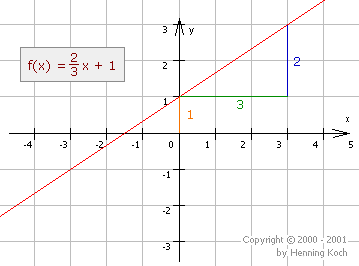 3
y
f(x) = 2/3 x + 1
2
2
1
3
1
x
-4 -3 -2 -1 1 2 3 4 5
-1
-2
-3
Copyright © 2000 - 2001
by Henning Koch